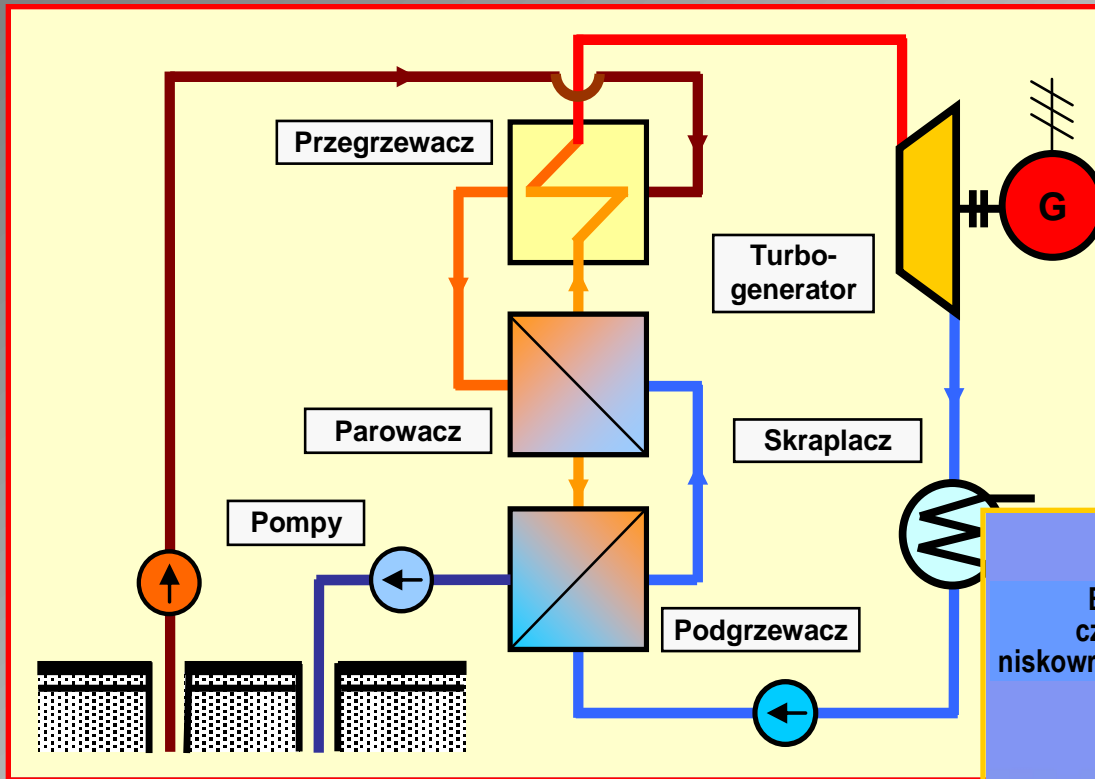 Przegrzewacz
G
Turbo-
generator
Parowacz
Skraplacz
Pompy
Podgrzewacz